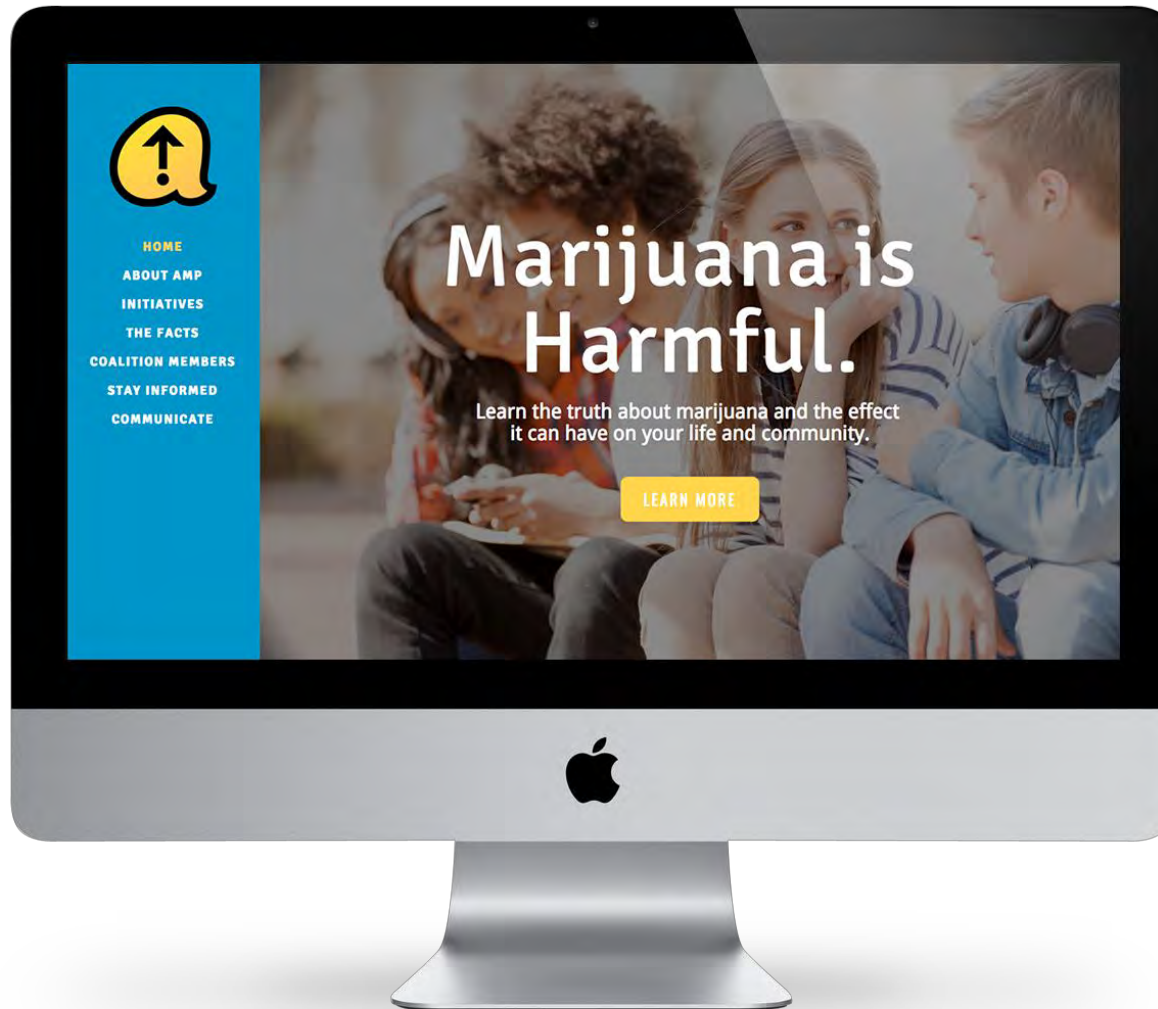 HOME
ABOUT AMP
INITIATIVES
THE FACTS
COALITION MEMBERS
STAY INFORMED
COMMUNICATE
Marijuana is
Harmful.
Learn the truth about marijuana and the effect
it can have on your life and community.
LEARN MORE